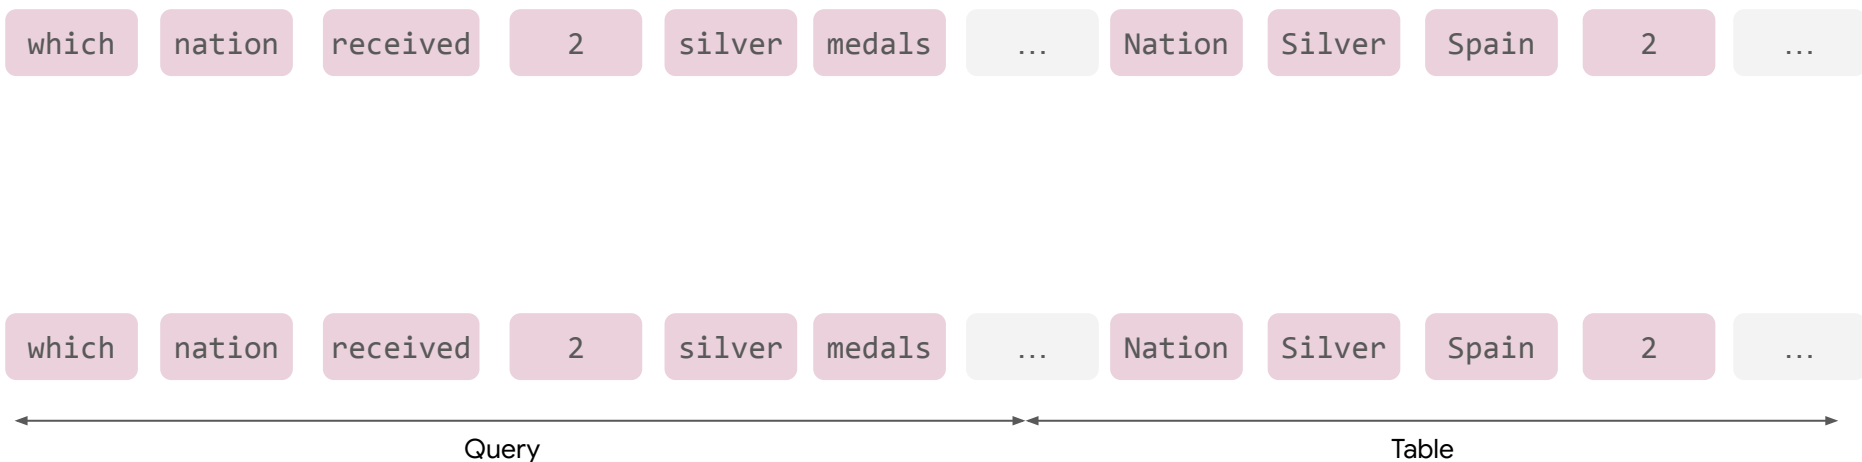 which nation received 2 silver medals ... Nation Silver Spain 2 ...
which nation received 2 silver medals ... Nation Silver Spain 2 ...
Query Table